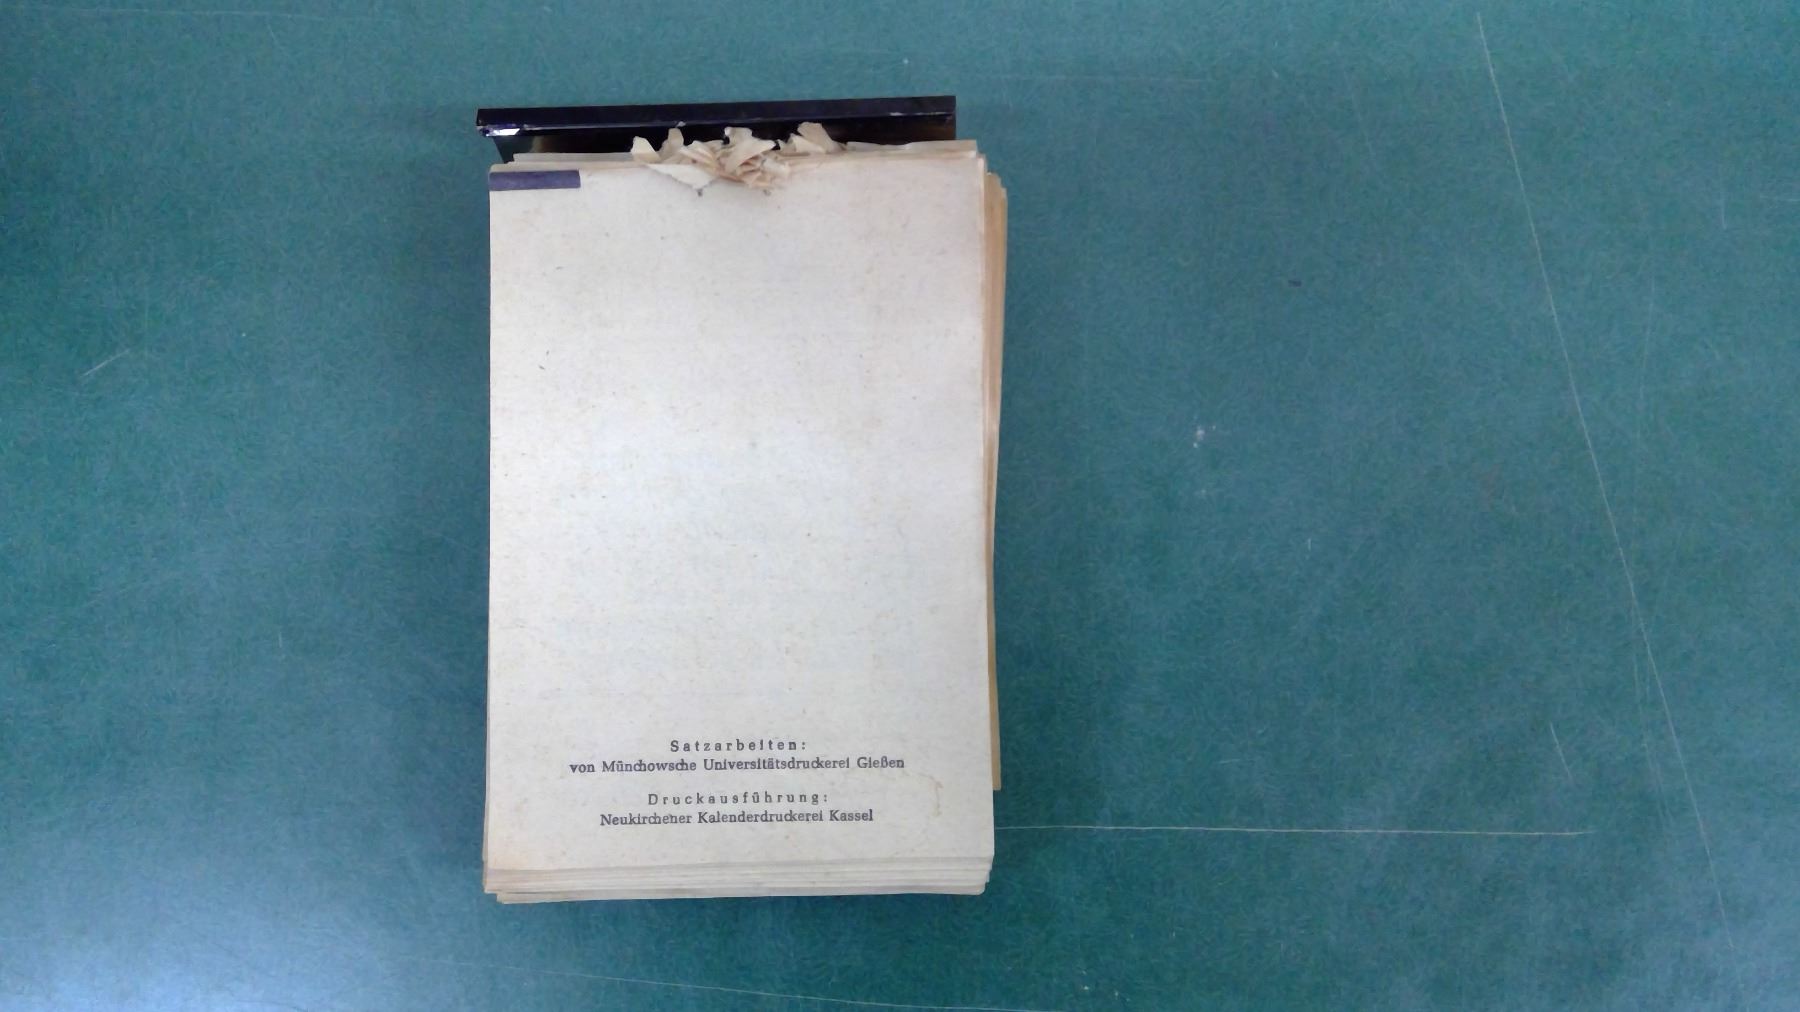 Satzarbeiten:
von Münchowsche Universitätsdruckerei Gießen
Druckausführung:
Neukirchener Kalenderdruckerei Kassel